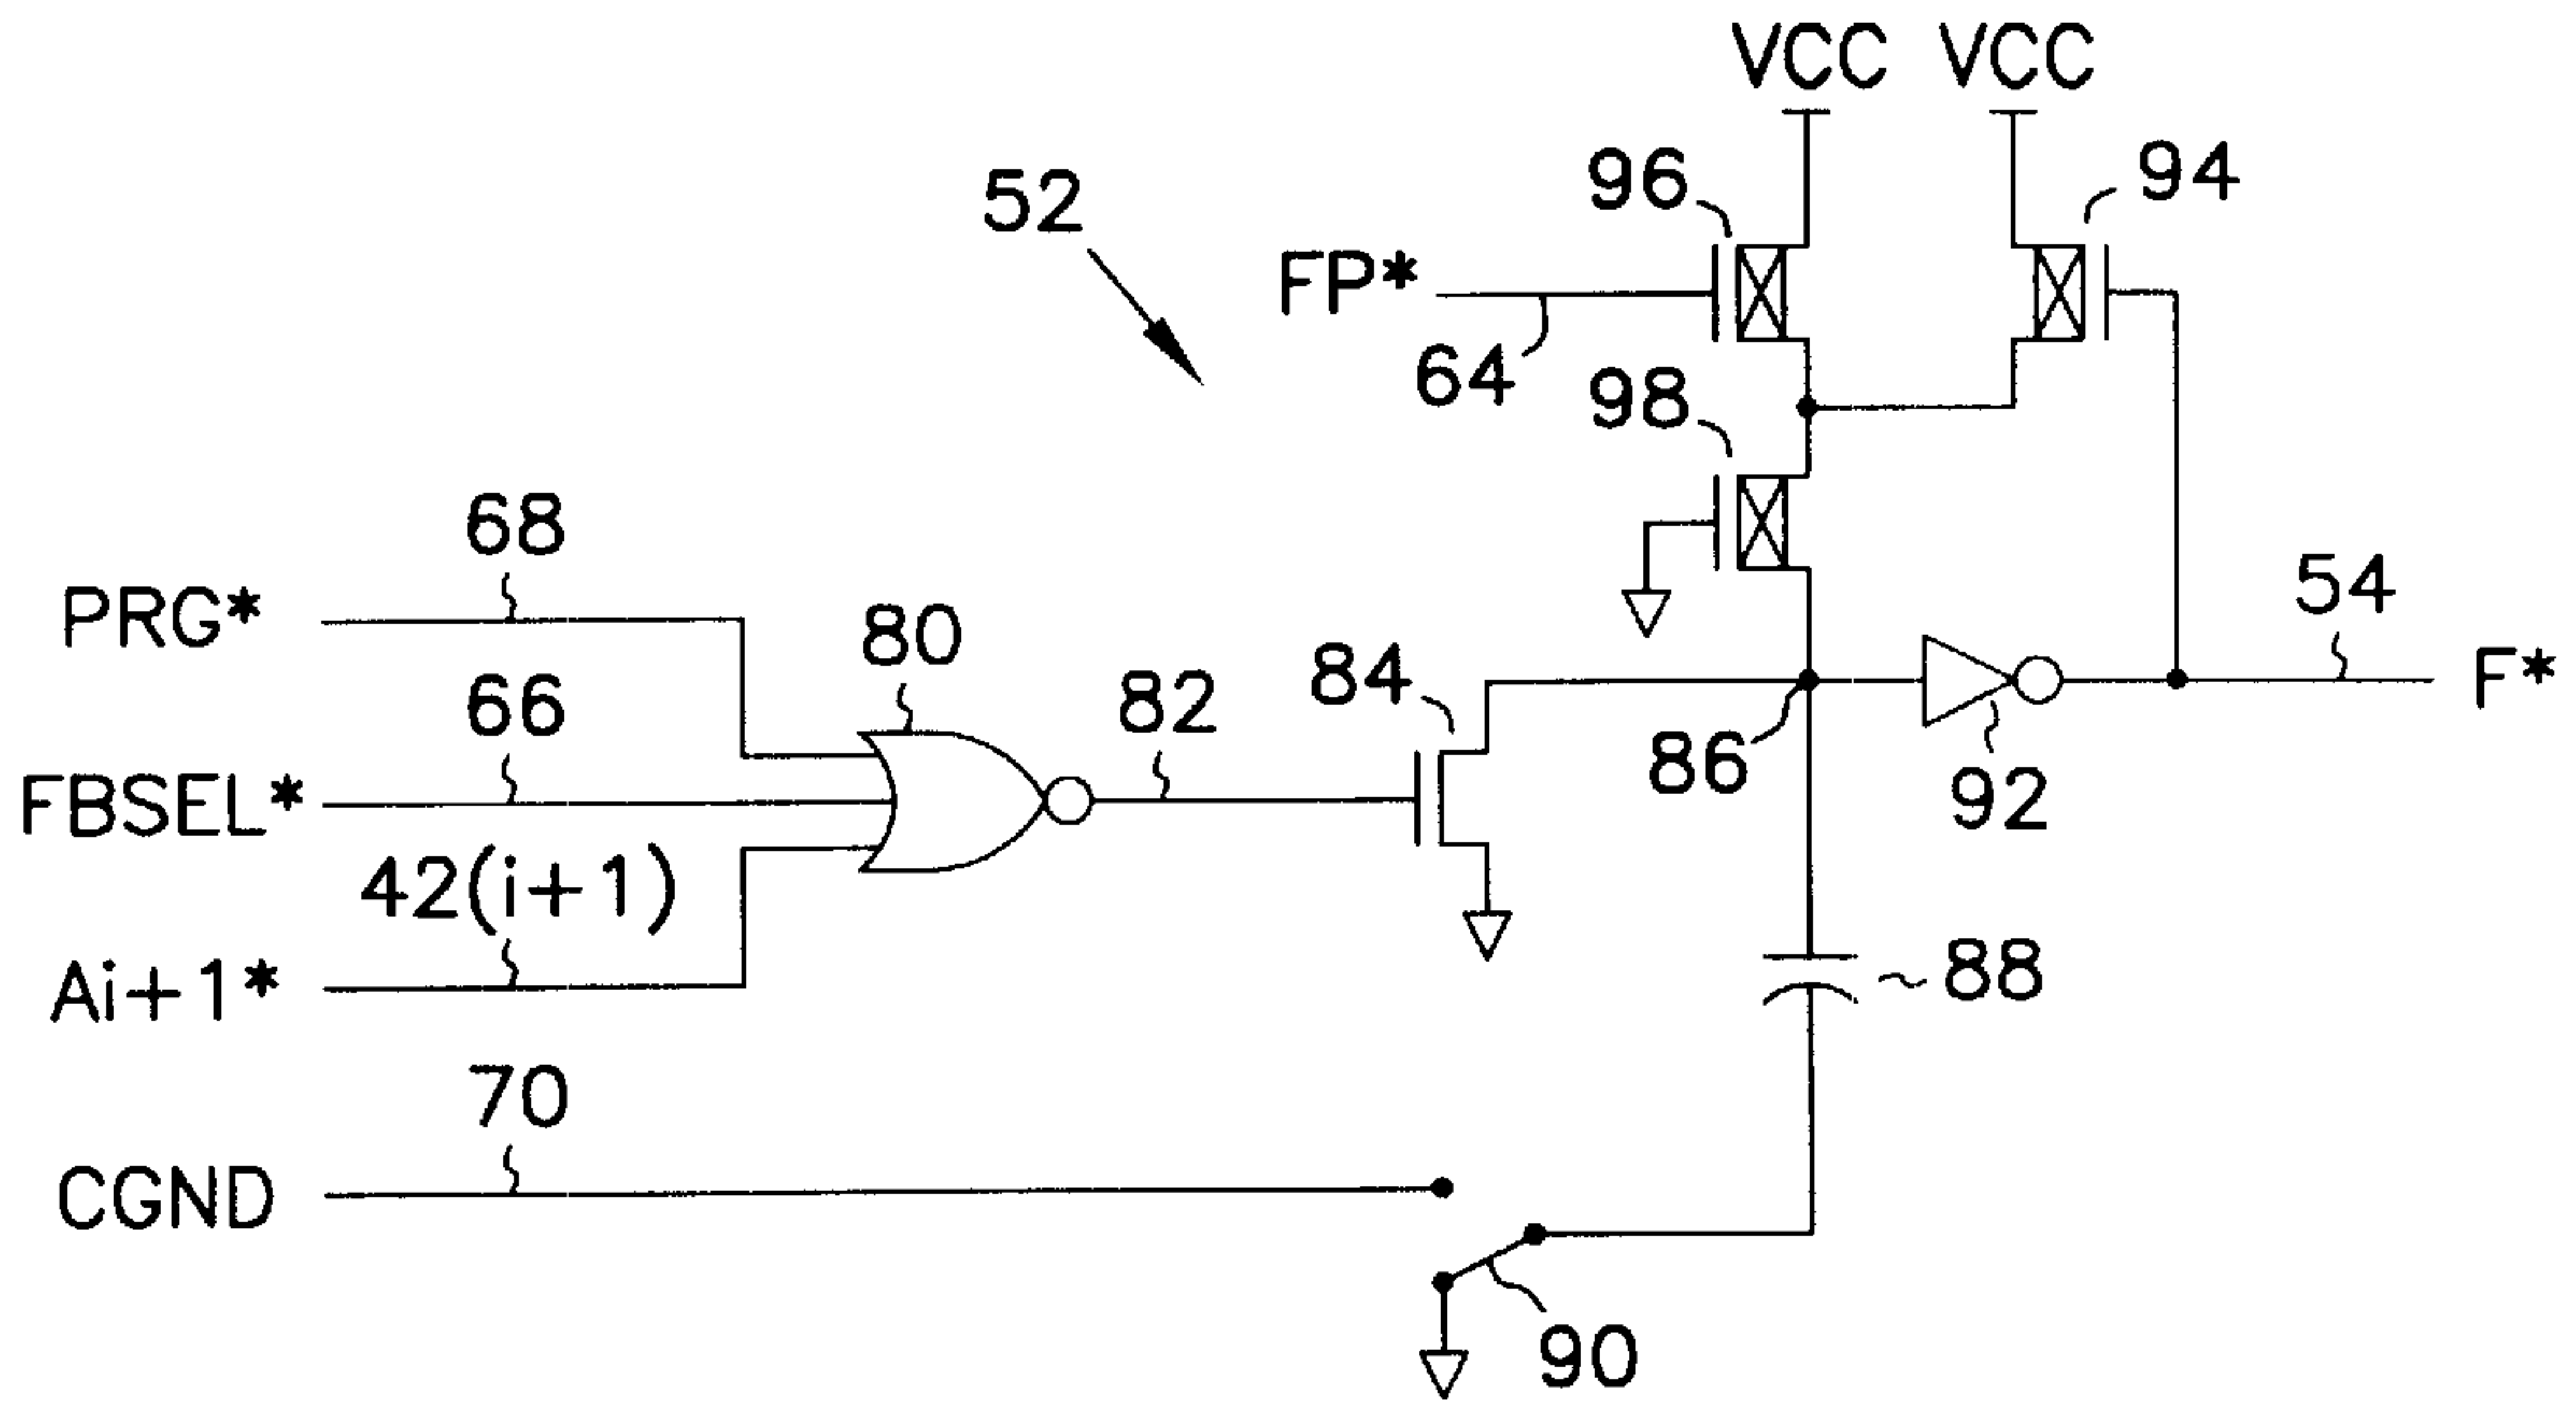 VCC VCC
96
94
52
FP*
64
98
68
PRG*
80
54
84
82
66
F*
86
92
FBSEL*
42(i+1)
88
Ai+1*
70
CGND
90